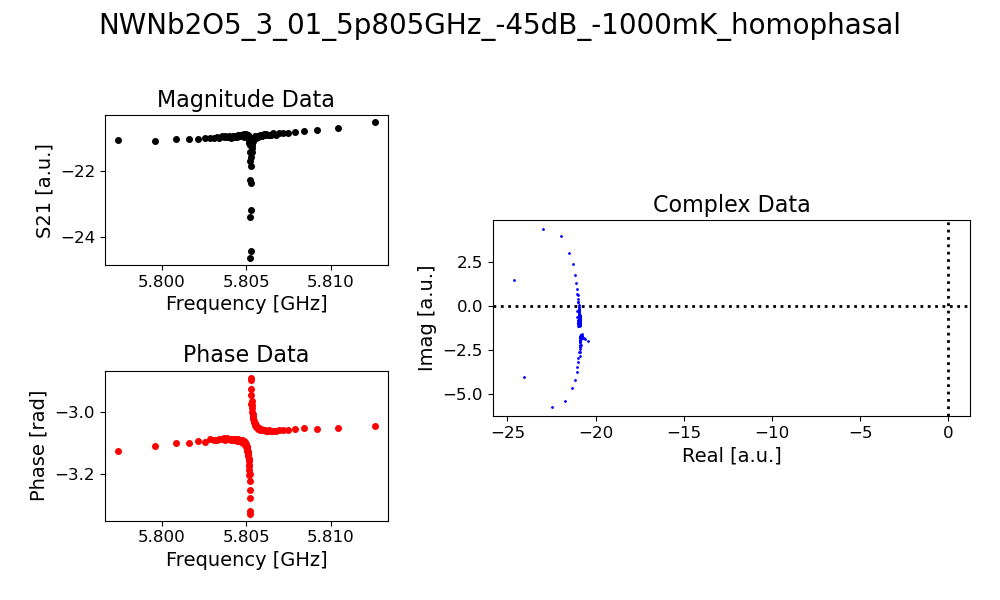 NWNb2O5_3_01_5p805GHz_-45dB_-1000mK_homophasal
Magnitude Data
S21 [a.u.]
−22
−24
5.800 5.805 5.810
Frequency [GHz]
Phase Data
Phase [rad]
−3.0
−3.2
5.800 5.805 5.810
Frequency [GHz]
Complex Data
Imag [a.u.]
2.5
0.0
−2.5
−5.0
−25 −20 −15 −10 −5 0
Real [a.u.]